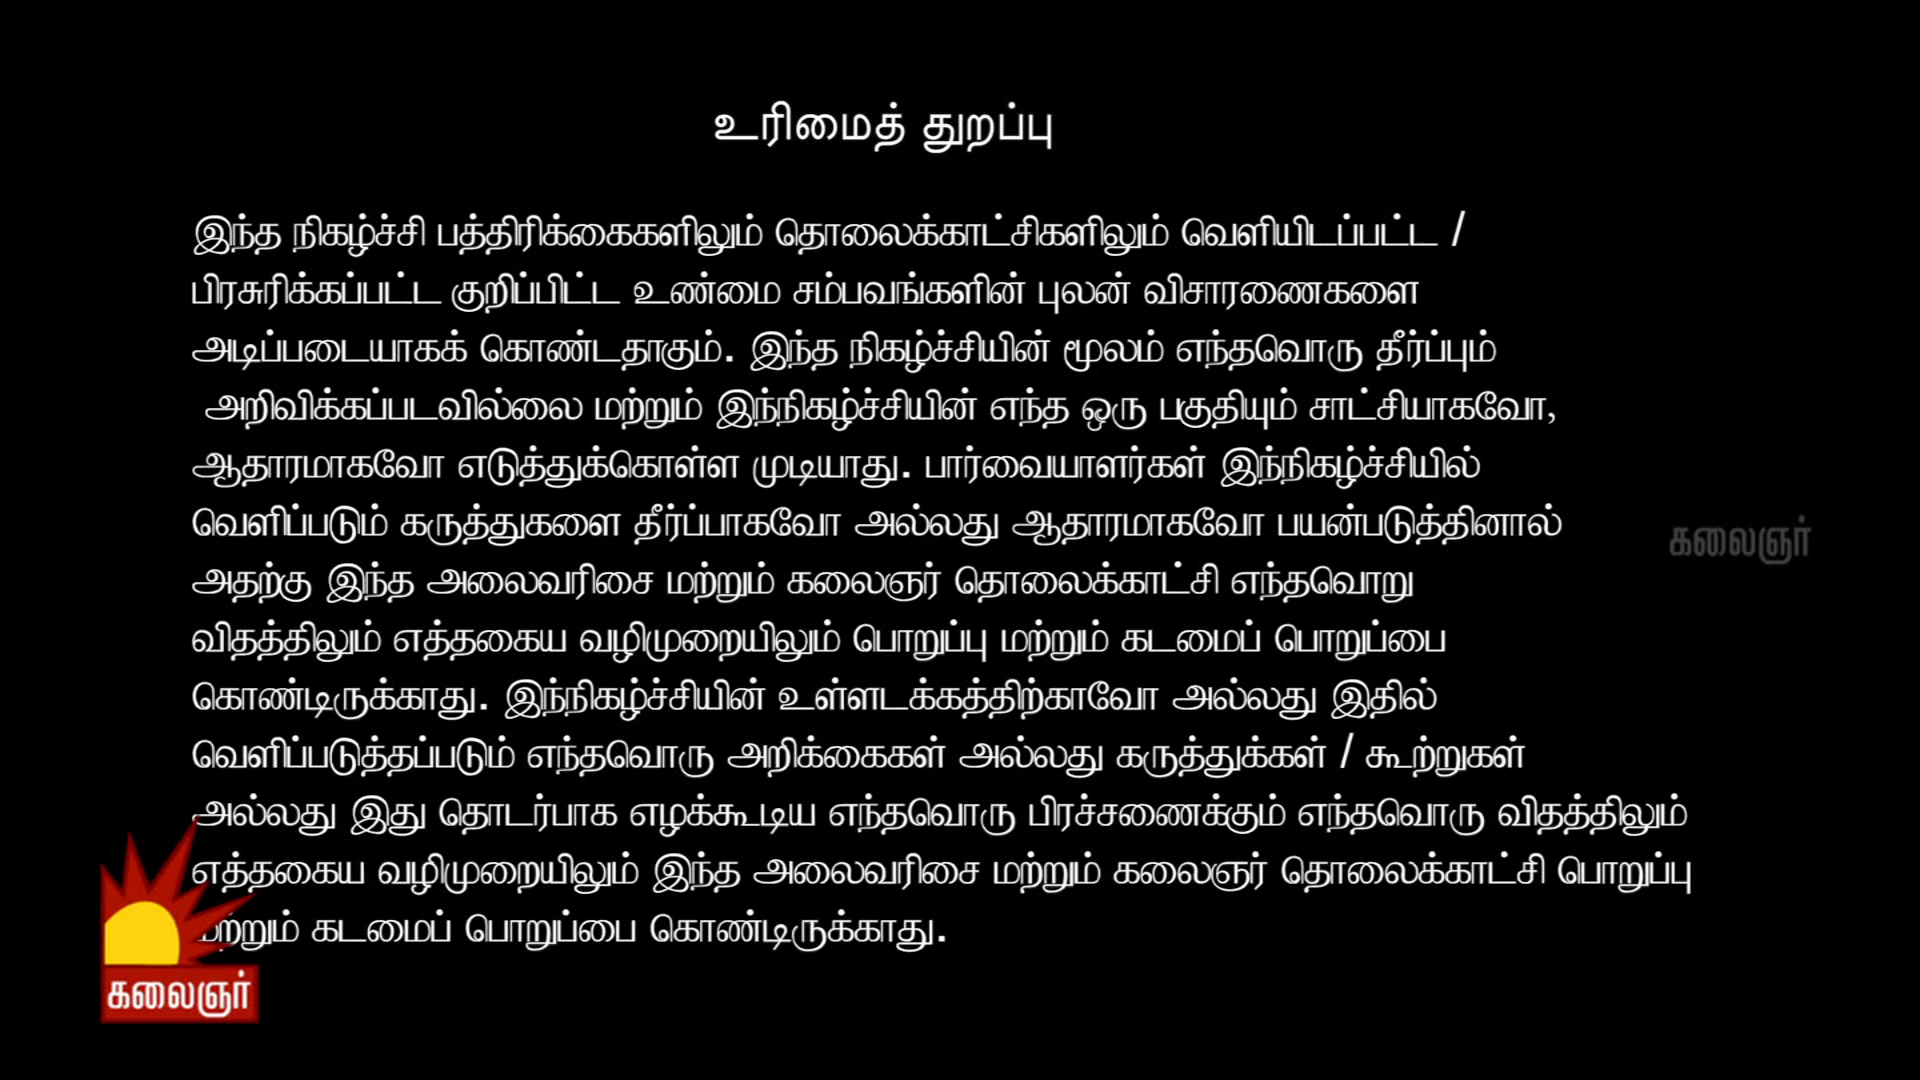 உரிமைத் துறப்பு
இந்த நிகழ்ச்சி பத்திரிக்கைகளிலும் தொலைக்காட்சிகளிலும் வெளியிடப்பட்ட /
பிரசுரிக்கப்பட்ட குறிப்பிட்ட உண்மை சம்பவங்களின் புலன் விசாரணைகளை
அடிப்படையாகக் கொண்டதாகும். இந்த நிகழ்ச்சியின் மூலம் எந்தவொரு தீர்ப்பும்
அறிவிக்கப்படவில்லை மற்றும் இந்நிகழ்ச்சியின் எந்த ஒரு பகுதியும் சாட்சியாகவோ,
ஆதாரமாகவோ எடுத்துக்கொள்ள முடியாது. பார்வையாளர்கள் இந்நிகழ்ச்சியில்
வெளிப்படும் கருத்துகளை தீர்ப்பாகவோ அல்லது ஆதாரமாகவோ பயன்படுத்தினால்
கலைஞர்
அதற்கு இந்த அலைவரிசை மற்றும் கலைஞர் தொலைக்காட்சி எந்தவொறு
விதத்திலும் எத்தகைய வழிமுறையிலும் பொறுப்பு மற்றும் கடமைப் பொறுப்பை
கொண்டிருக்காது. இந்நிகழ்ச்சியின் உள்ளடக்கத்திற்காவோ அல்லது இதில்
வெளிப்படுத்தப்படும் எந்தவொரு அறிக்கைகள் அல்லது கருத்துக்கள் / கூற்றுகள்
அல்லது இது தொடர்பாக எழக்கூடிய எந்தவொரு பிரச்சணைக்கும் எந்தவொரு விதத்திலும்
எத்தகைய வழிமுறையிலும் இந்த அலைவரிசை மற்றும் கலைஞர் தொலைக்காட்சி பொறுப்பு
மற்றும் கடமைப் பொறுப்பை கொண்டிருக்காது.
கலைஞர்